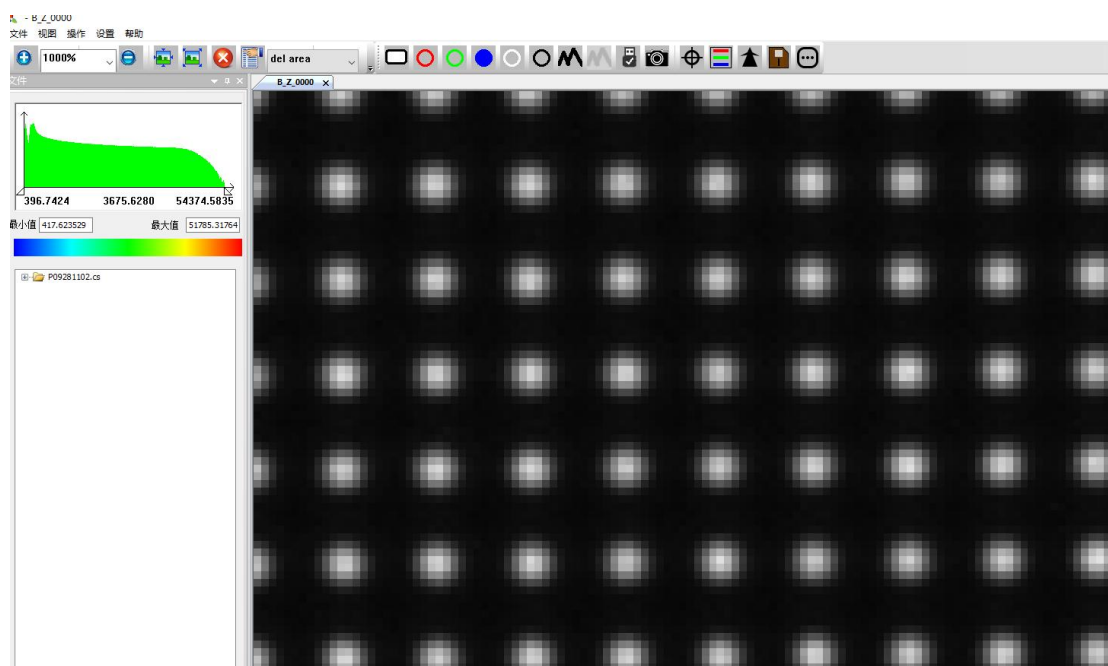 - B_Z_0000
文件 视图 操作 设置 帮助
1000%
del area
文件
B_Z_0000 x
396.7424 3675.6280 54374.5835
最小值 417.623529 最大值 51785.31764
P09281102.cs